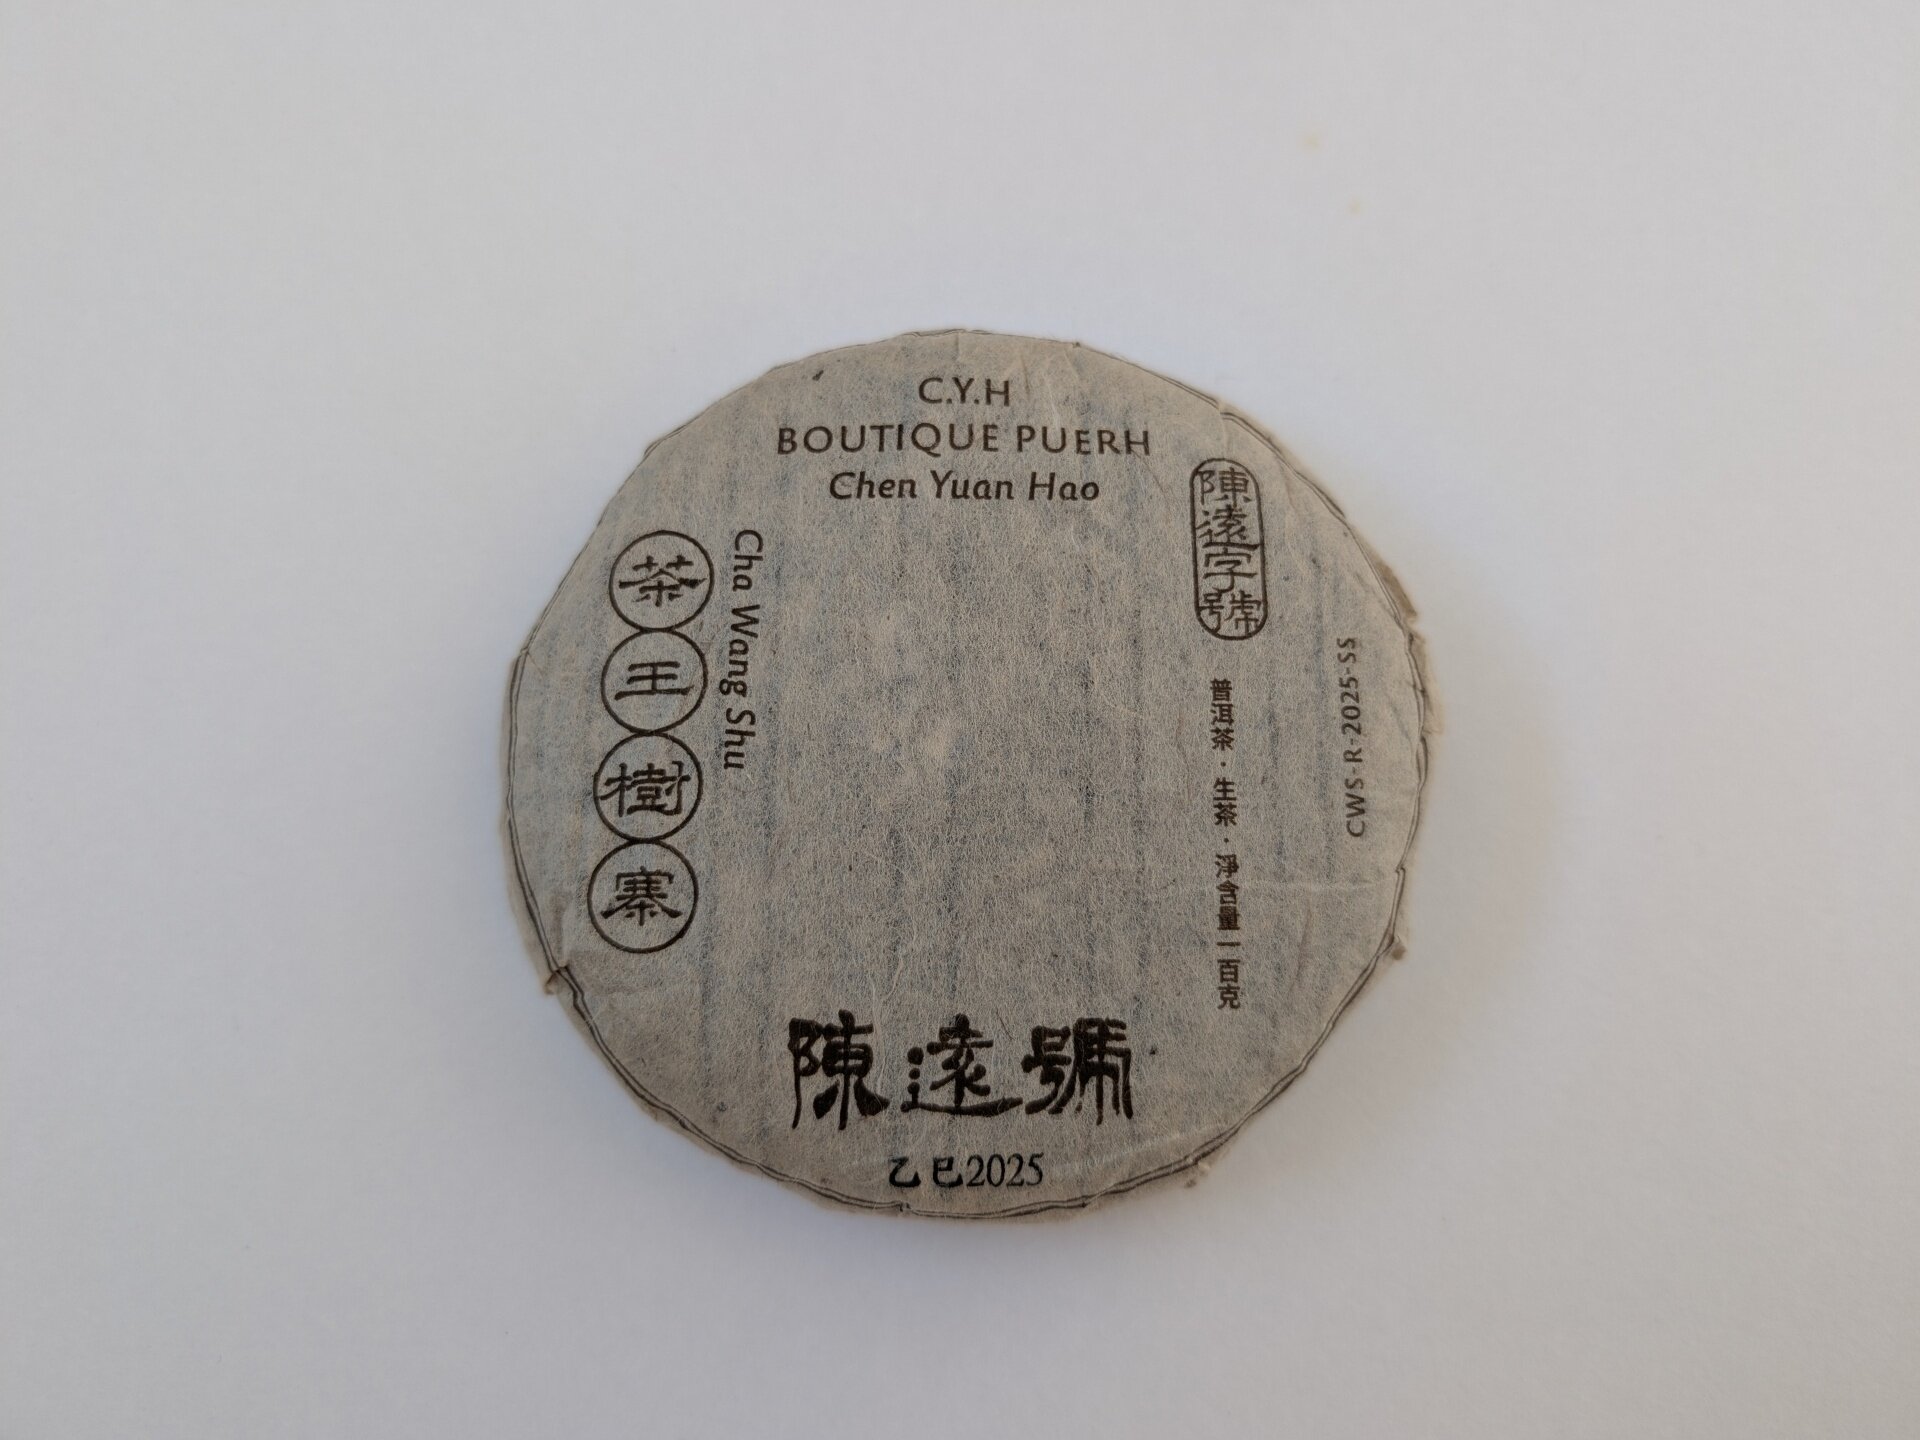 C.Y.H
BOUTIQUE PUERH
Chen Yuan Hao
陳遠字號
普洱茶·生茶·淨含量一百克
CWS-R-2025-SS
Cha Wang Shu
茶王樹寨
陳遠號
乙巳2025